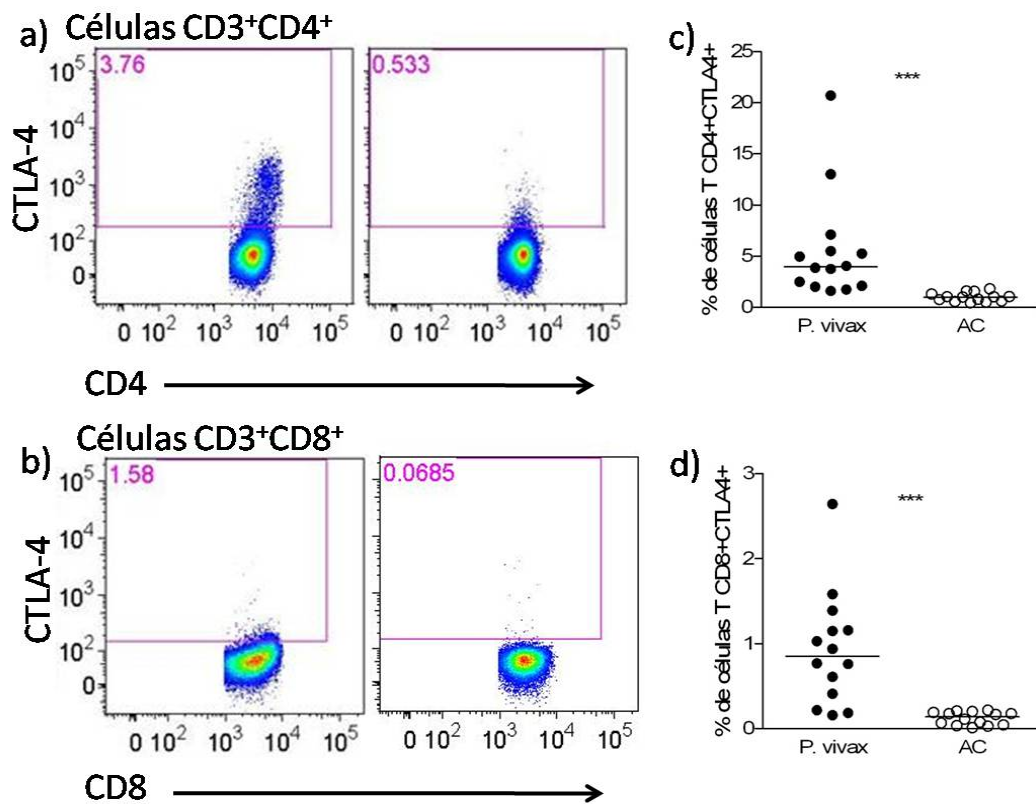 a) Células CD3⁺CD4⁺
3.76
0.533
CTLA-4
10⁵
10⁴
10³
10²
0
0 10² 10³ 10⁴ 10⁵
0 10² 10³ 10⁴ 10⁵
CD4
b) Células CD3⁺CD8⁺
1.58
0.0685
CTLA-4
10⁵
10⁴
10³
10²
0
0 10² 10³ 10⁴ 10⁵
0 10² 10³ 10⁴ 10⁵
CD8
c)
% de células T CD4+CTLA4+
25
20
15
10
5
0
***
P. vivax AC
d)
% de células T CD8+CTLA4+
3
2
1
0
***
P. vivax AC